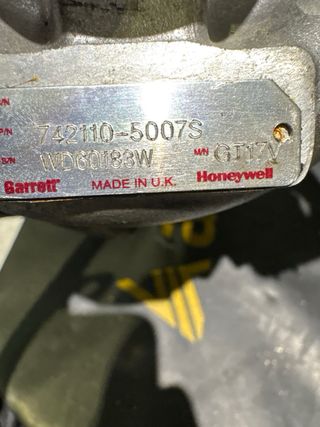 P/N 742110-5007S
S/N WD60183W M/N GT17V
Garrett MADE IN U.K. Honeywell